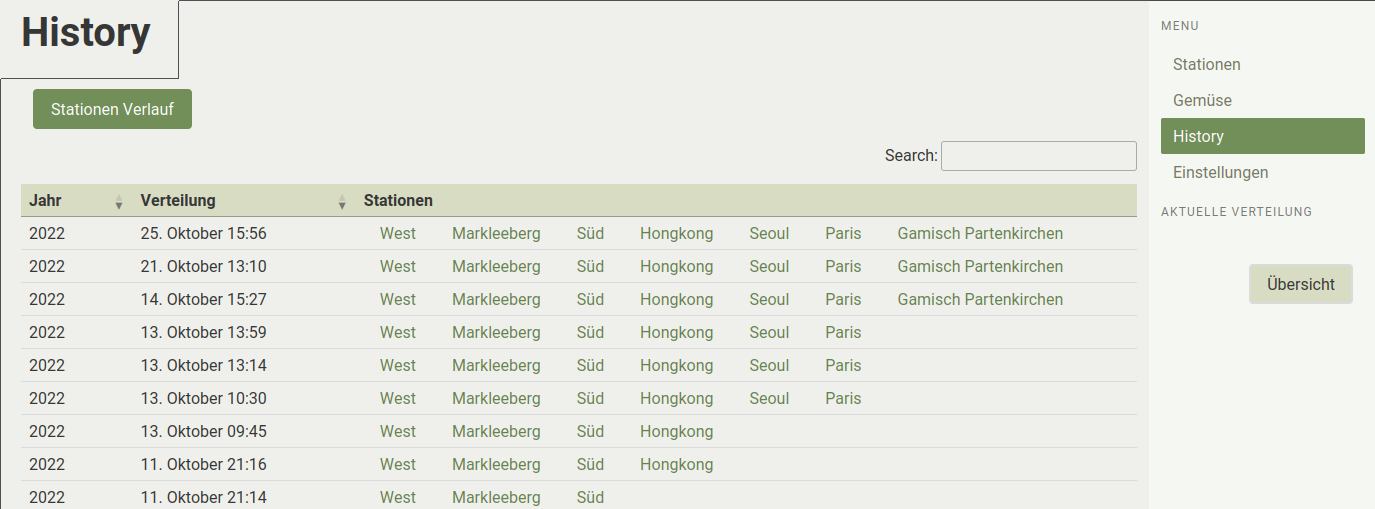 History
Stationen Verlauf
Search:
Jahr Verteilung Stationen
2022 25. Oktober 15:56 West Markleeberg Süd Hongkong Seoul Paris Gamisch Partenkirchen
2022 21. Oktober 13:10 West Markleeberg Süd Hongkong Seoul Paris Gamisch Partenkirchen
2022 14. Oktober 15:27 West Markleeberg Süd Hongkong Seoul Paris Gamisch Partenkirchen
2022 13. Oktober 13:59 West Markleeberg Süd Hongkong Seoul Paris
2022 13. Oktober 13:14 West Markleeberg Süd Hongkong Seoul Paris
2022 13. Oktober 10:30 West Markleeberg Süd Hongkong Seoul Paris
2022 13. Oktober 09:45 West Markleeberg Süd Hongkong
2022 11. Oktober 21:16 West Markleeberg Süd Hongkong
2022 11. Oktober 21:14 West Markleeberg Süd
MENU
Stationen
Gemüse
History
Einstellungen
AKTUELLE VERTEILUNG
Übersicht